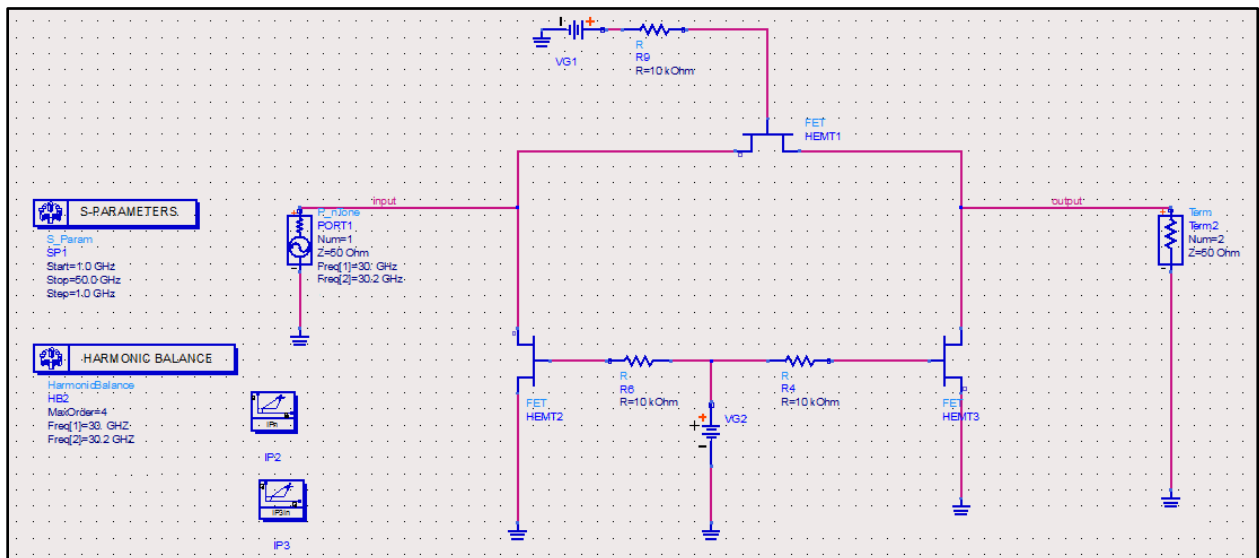 VG1
R
R9
R=10 kOhm
FET
HEMT1
input
output
S-PARAMETERS
S_Param
SP1
Start=1.0 GHz
Stop=50.0 GHz
Step=1.0 GHz
P_nTone
PORT1
Num=1
Z=50 Ohm
Freq[1]=30. GHz
Freq[2]=30.2 GHz
Term
Term2
Num=2
Z=50 Ohm
HARMONIC BALANCE
HarmonicBalance
HB2
MaxOrder=4
Freq[1]=30. GHZ
Freq[2]=30.2 GHZ
R
R6
R=10 kOhm
R
R4
R=10 kOhm
FET
HEMT2
VG2
FET
HEMT3
IPn
IP2
IP3in
IP3